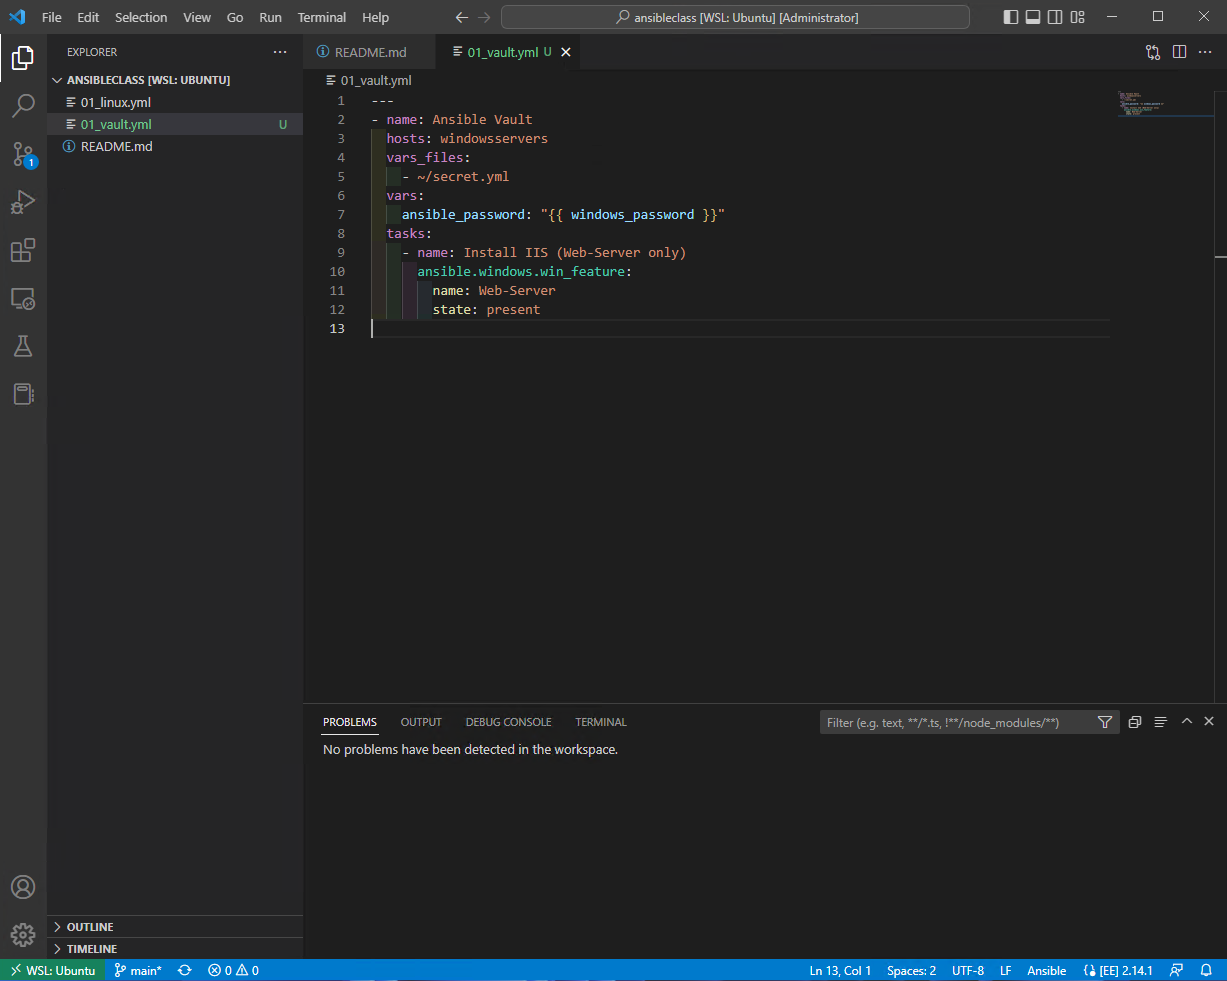 File Edit Selection View Go Run Terminal Help ansibleclass [WSL: Ubuntu] [Administrator]
EXPLORER
ANSIBLECLASS [WSL: UBUNTU]
01_linux.yml
01_vault.yml U
README.md
README.md 01_vault.yml U
01_vault.yml
1 ---
2 - name: Ansible Vault
3 hosts: windowsservers
4 vars_files:
5 - ~/secret.yml
6 vars:
7 ansible_password: "{{ windows_password }}"
8 tasks:
9 - name: Install IIS (Web-Server only)
10 ansible.windows.win_feature:
11 name: Web-Server
12 state: present
13
1
PROBLEMS OUTPUT DEBUG CONSOLE TERMINAL Filter (e.g. text, **/*.ts, !**/node_modules/**)
No problems have been detected in the workspace.
OUTLINE
TIMELINE
WSL: Ubuntu main* 0 0 Ln 13, Col 1 Spaces: 2 UTF-8 LF Ansible [EE] 2.14.1